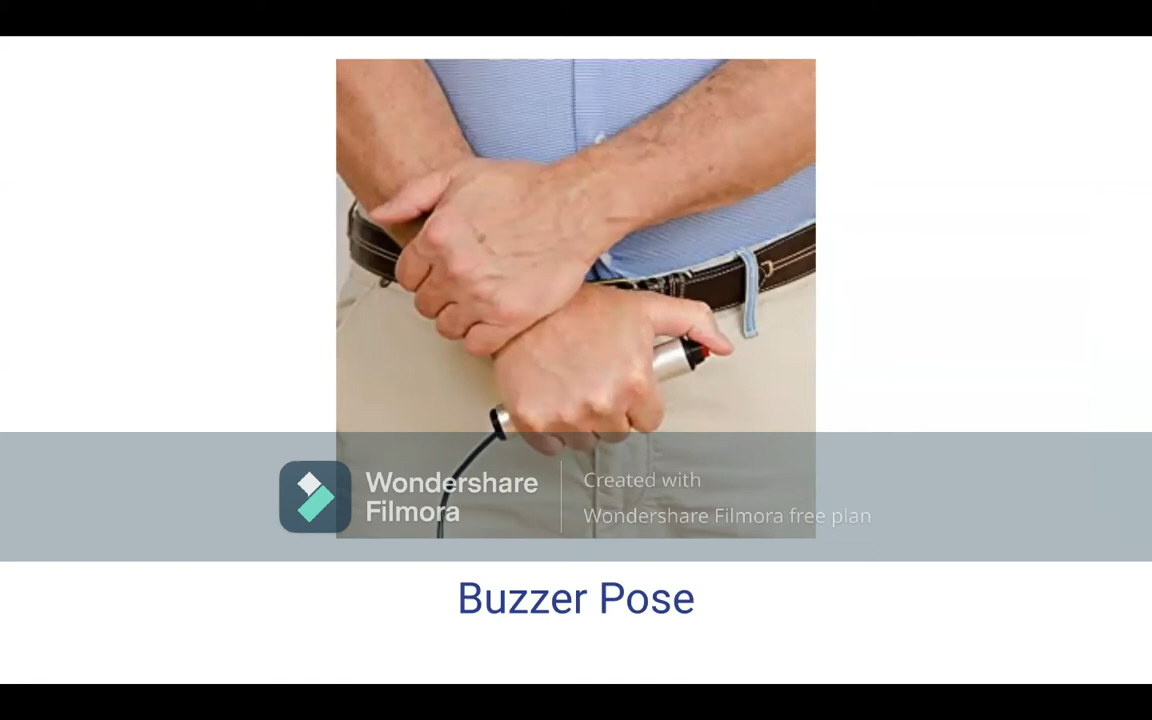 Wondershare
Filmora
Created with
Wondershare Filmora free plan
Buzzer Pose